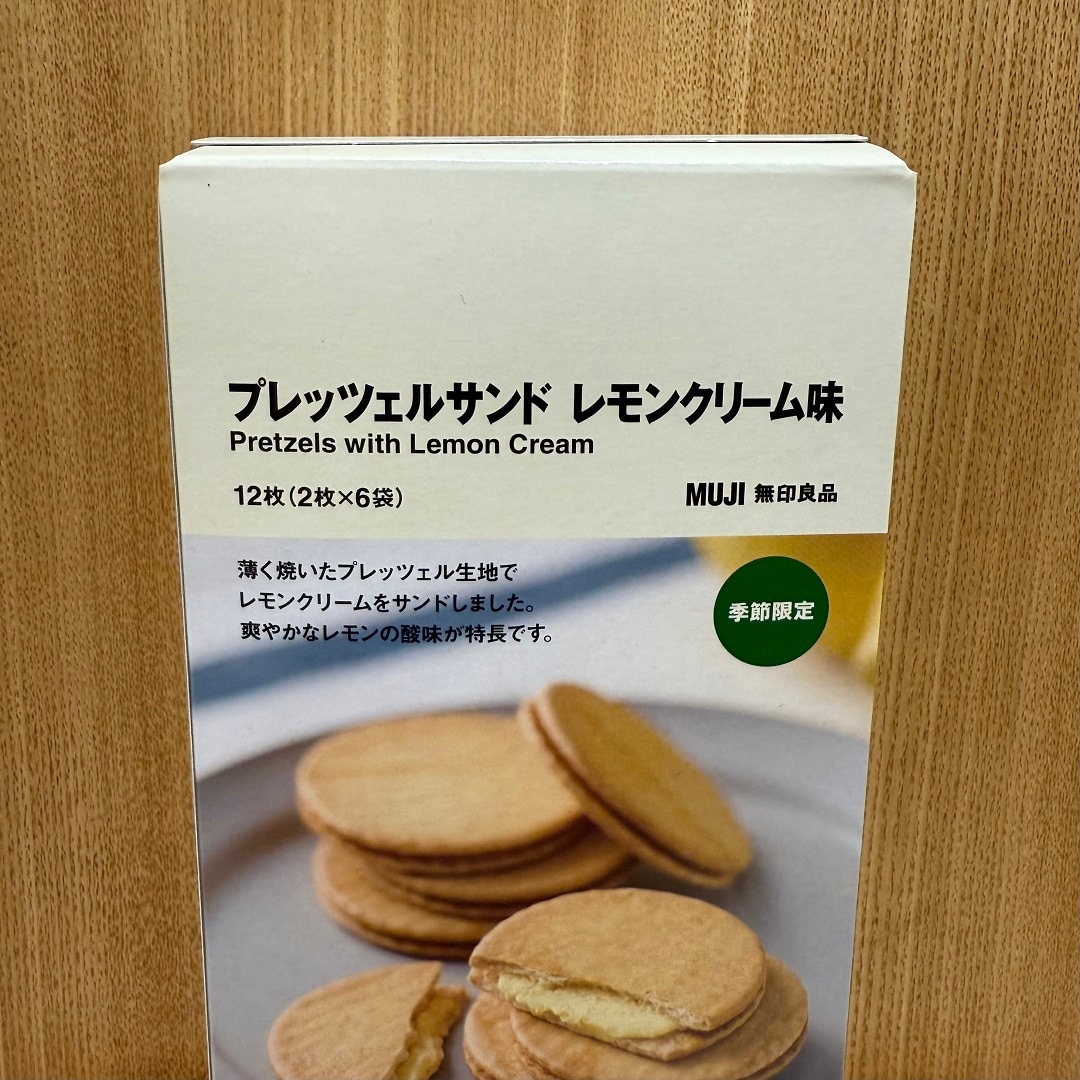 プレッツェルサンド レモンクリーム味
Pretzels with Lemon Cream
12枚(2枚×6袋)
MUJI 無印良品
薄く焼いたプレッツェル生地で
レモンクリームをサンドしました。
爽やかなレモンの酸味が特長です。
季節限定